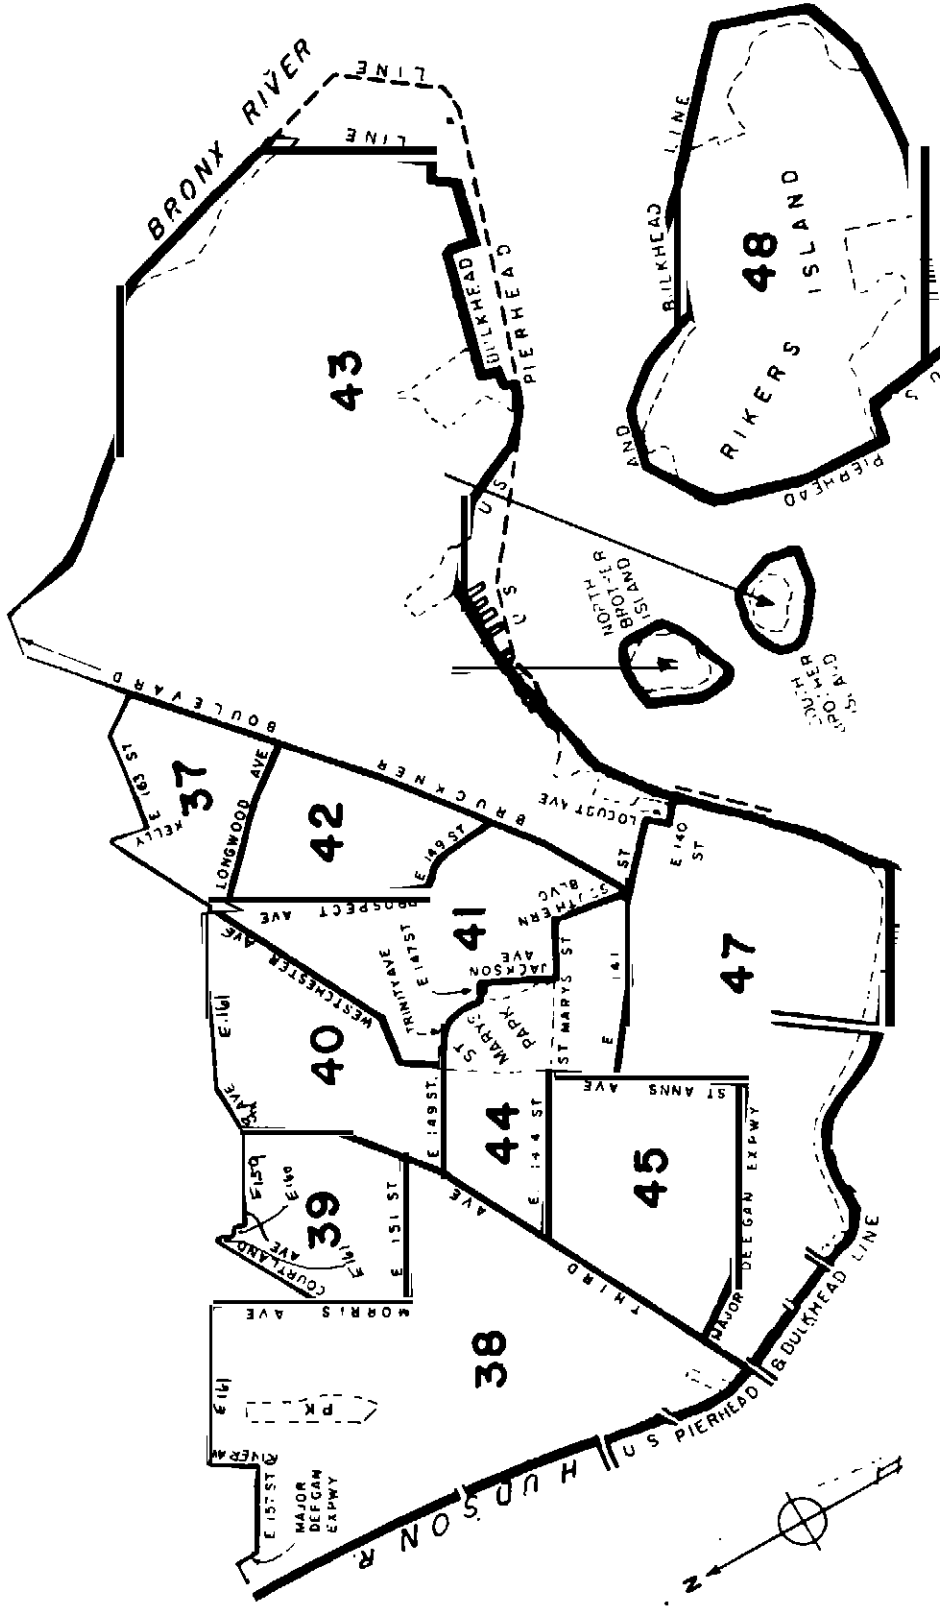 BRONX RIVER
LINE
LINE
43
BULKHEAD
PIERHEAD
U S
U S
BULKHEAD LINE
AND
48
RIKERS ISLAND
PIERHEAD
U S
NORTH
BROTHER
ISLAND
BRUCKNER BOULEVARD
E 163 ST
KELLY
37
LONGWOOD AVE
42
E 149 ST
PROSPECT AVE
41
E 147 ST
TRINITY AVE
JACKSON
AVE
SOUTHERN
BLVD
LOCUST AVE
E 140
ST
E 141 ST
ST MARYS ST
ST
MARYS
PARK
WESTCHESTER AVE
E 161
40
E 149 ST.
44
E 144 ST
ST ANNS AVE
47
45
MAJOR DEEGAN EXPWY
THIRD AVE
3rd AVE
E 159
E 160
39
E 161
COURTLAND AVE
E 151 ST
MORRIS AVE
38
E 161
PK
RIVER AV
E 157 ST
MAJOR
DEEGAN
EXPWY
HUDSON R
U S PIERHEAD & BULKHEAD LINE
N